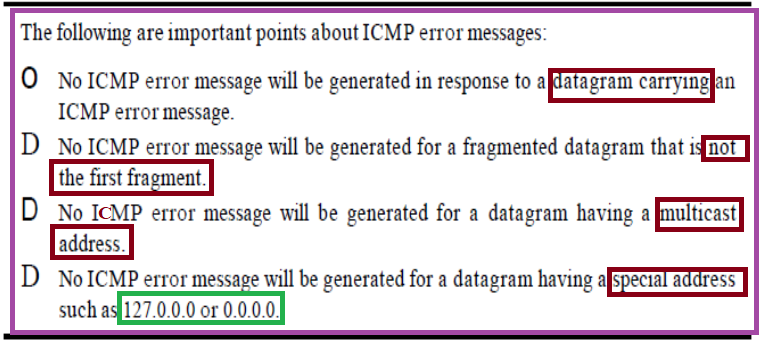 The following are important points about ICMP error messages:
O No ICMP error message will be generated in response to a datagram carrying an
ICMP error message.
D No ICMP error message will be generated for a fragmented datagram that is not
the first fragment.
D No ICMP error message will be generated for a datagram having a multicast
address.
D No ICMP error message will be generated for a datagram having a special address
such as 127.0.0.0 or 0.0.0.0.